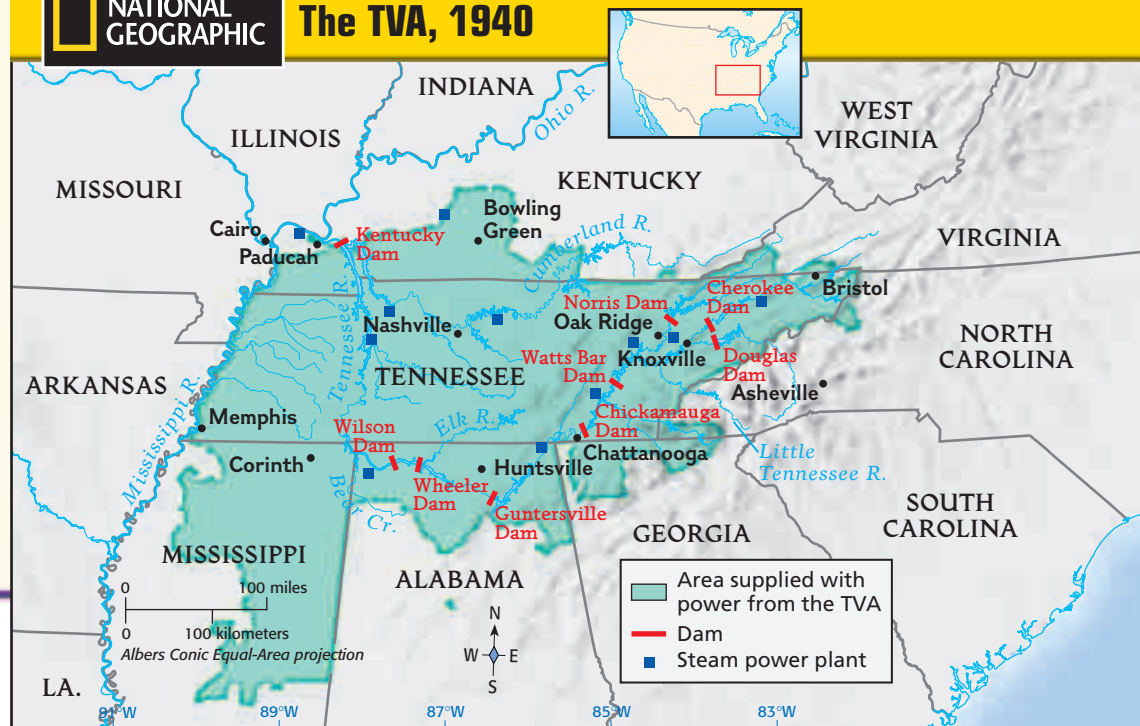 NATIONAL
GEOGRAPHIC
The TVA, 1940
INDIANA
Ohio R.
WEST
VIRGINIA
ILLINOIS
MISSOURI
KENTUCKY
Bowling
Green
Cairo
Paducah
Kentucky
Dam
Cumberland R.
VIRGINIA
Bristol
Cherokee
Dam
Norris Dam
Oak Ridge
Nashville
Tennessee R.
Knoxville
Douglas
Dam
NORTH
CAROLINA
Watts Bar
Dam
TENNESSEE
ARKANSAS
Asheville
Mississippi R.
Memphis
Chickamauga
Dam
Elk R.
Wilson
Dam
Chattanooga
Little
Tennessee R.
Corinth
Huntsville
Wheeler
Dam
Bear Cr.
Guntersville
Dam
SOUTH
CAROLINA
GEORGIA
MISSISSIPPI
ALABAMA
0 100 miles
0 100 kilometers
Albers Conic Equal-Area projection
N
W E
S
Area supplied with
power from the TVA
Dam
Steam power plant
LA.
91°W 89°W 87°W 85°W 83°W